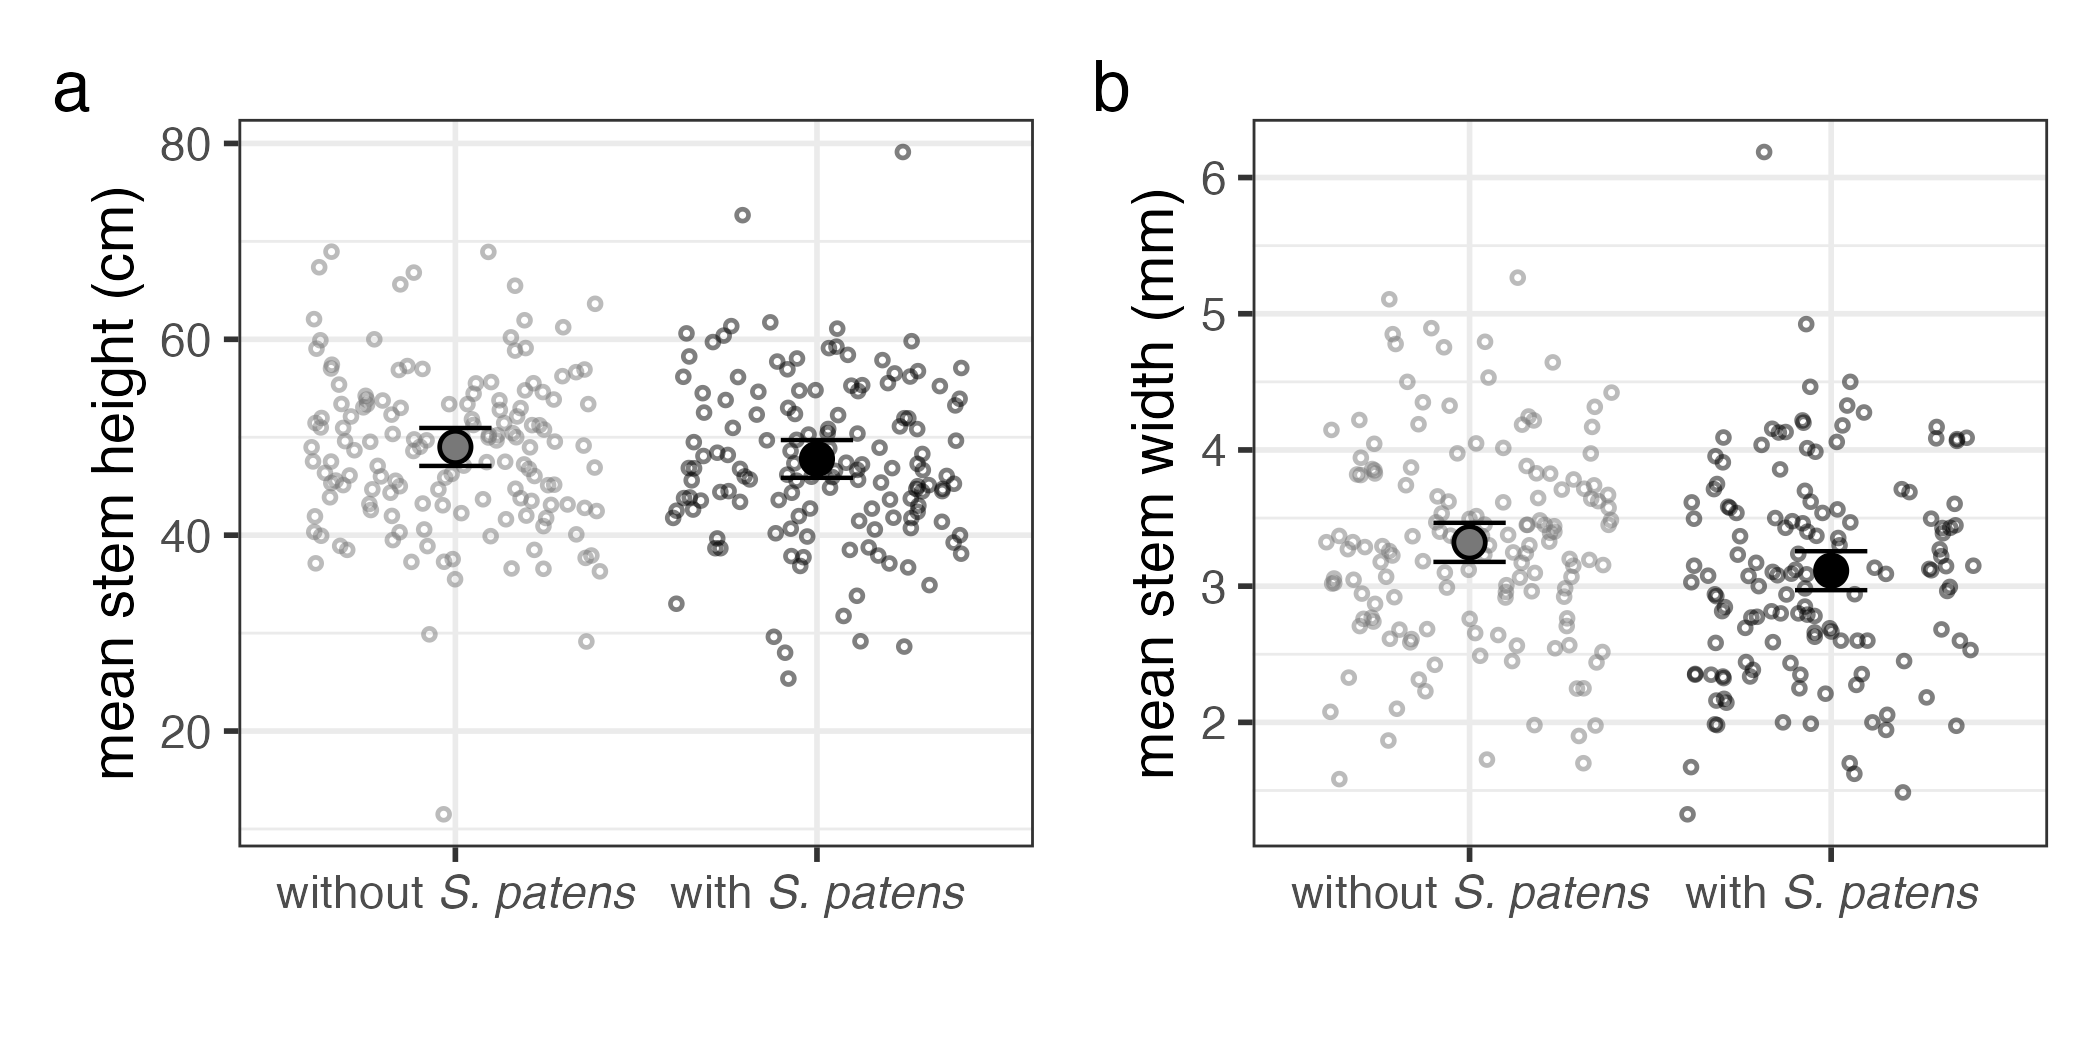 a
80
60
40
20
mean stem height (cm)
without S. patens
with S. patens
b
6
5
4
3
2
mean stem width (mm)
without S. patens
with S. patens